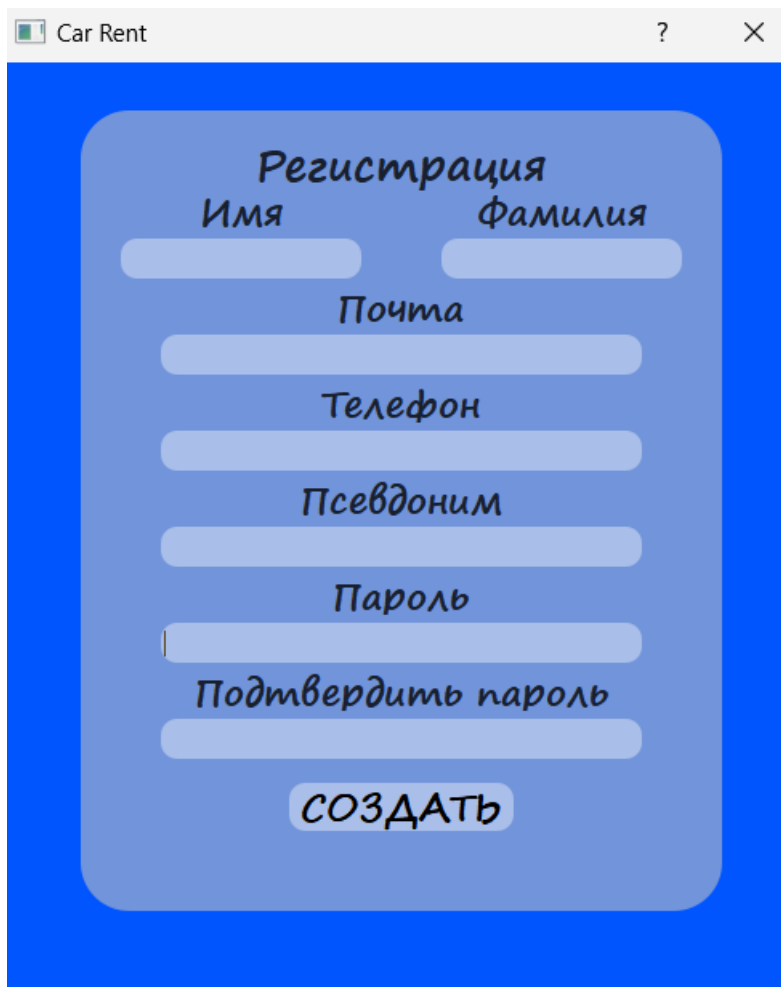 Car Rent ?
Регистрация
Имя Фамилия
Почта
Телефон
Псевдоним
Пароль
Подтвердить пароль
СОЗДАТЬ